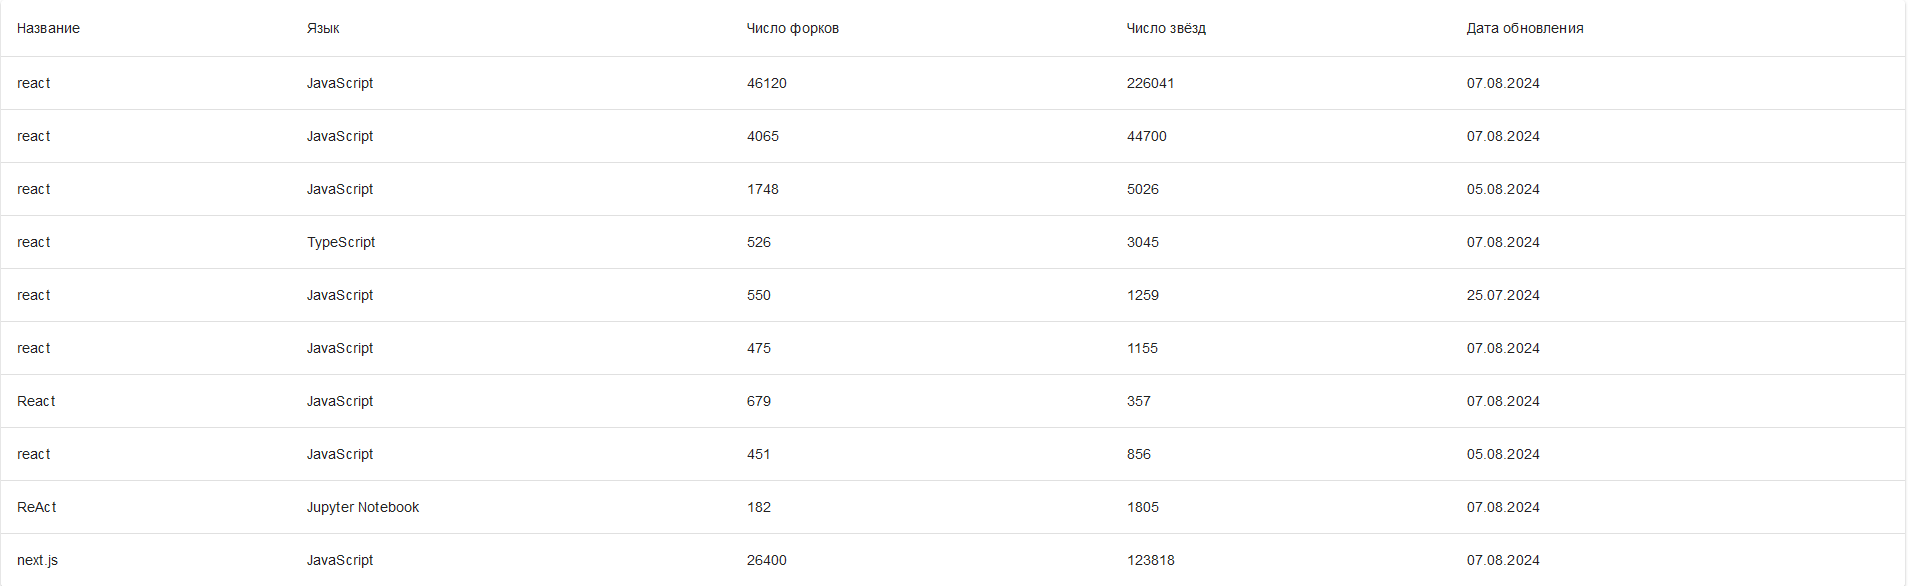 Название Язык Число форков Число звёзд Дата обновления
react JavaScript 46120 226041 07.08.2024
react JavaScript 4065 44700 07.08.2024
react JavaScript 1748 5026 05.08.2024
react TypeScript 526 3045 07.08.2024
react JavaScript 550 1259 25.07.2024
react JavaScript 475 1155 07.08.2024
React JavaScript 679 357 07.08.2024
react JavaScript 451 856 05.08.2024
ReAct Jupyter Notebook 182 1805 07.08.2024
next.js JavaScript 26400 123818 07.08.2024